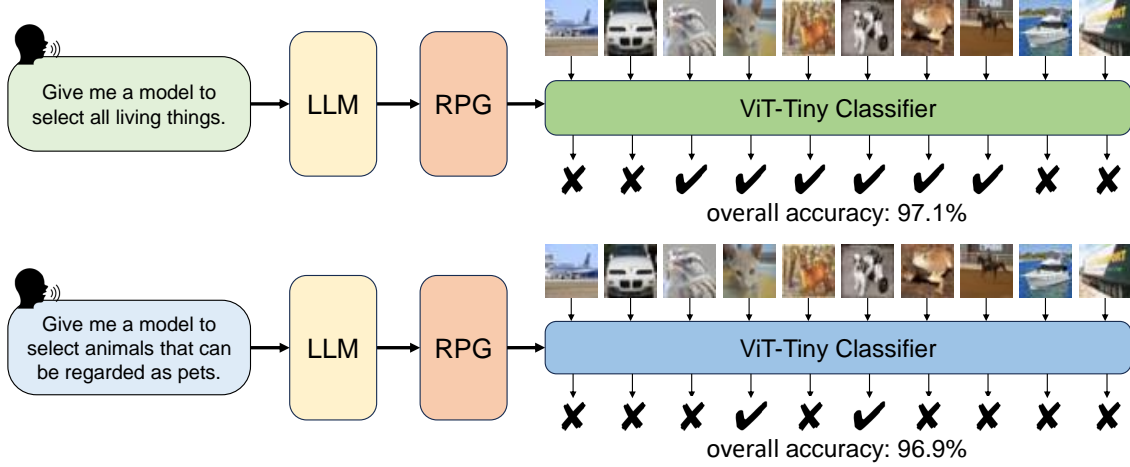 Give me a model to
select all living things.
LLM
RPG
ViT-Tiny Classifier
overall accuracy: 97.1%
Give me a model to
select animals that can
be regarded as pets.
LLM
RPG
ViT-Tiny Classifier
overall accuracy: 96.9%